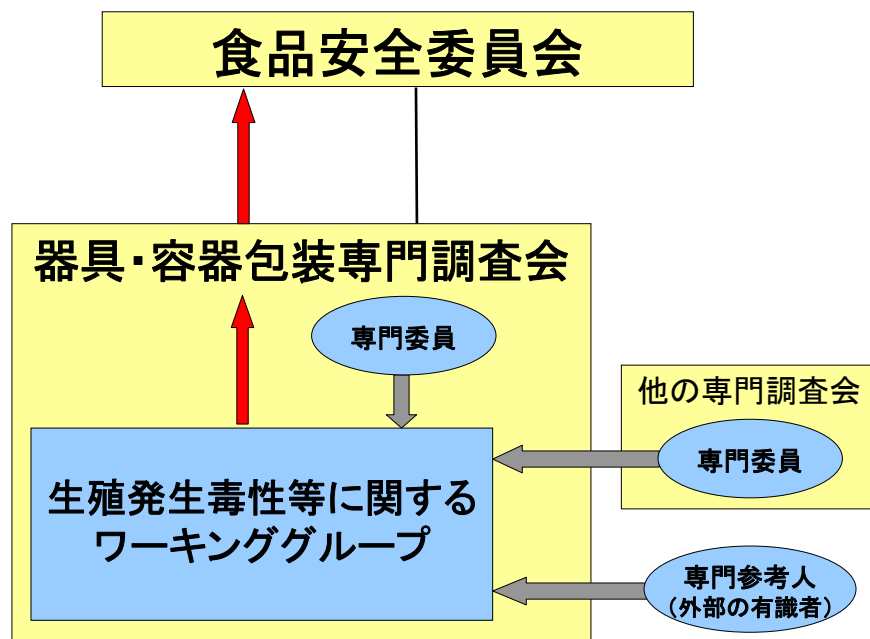 食品安全委員会
器具・容器包装専門調査会
専門委員
他の専門調査会
専門委員
生殖発生毒性等に関する
ワーキンググループ
専門参考人
（外部の有識者）